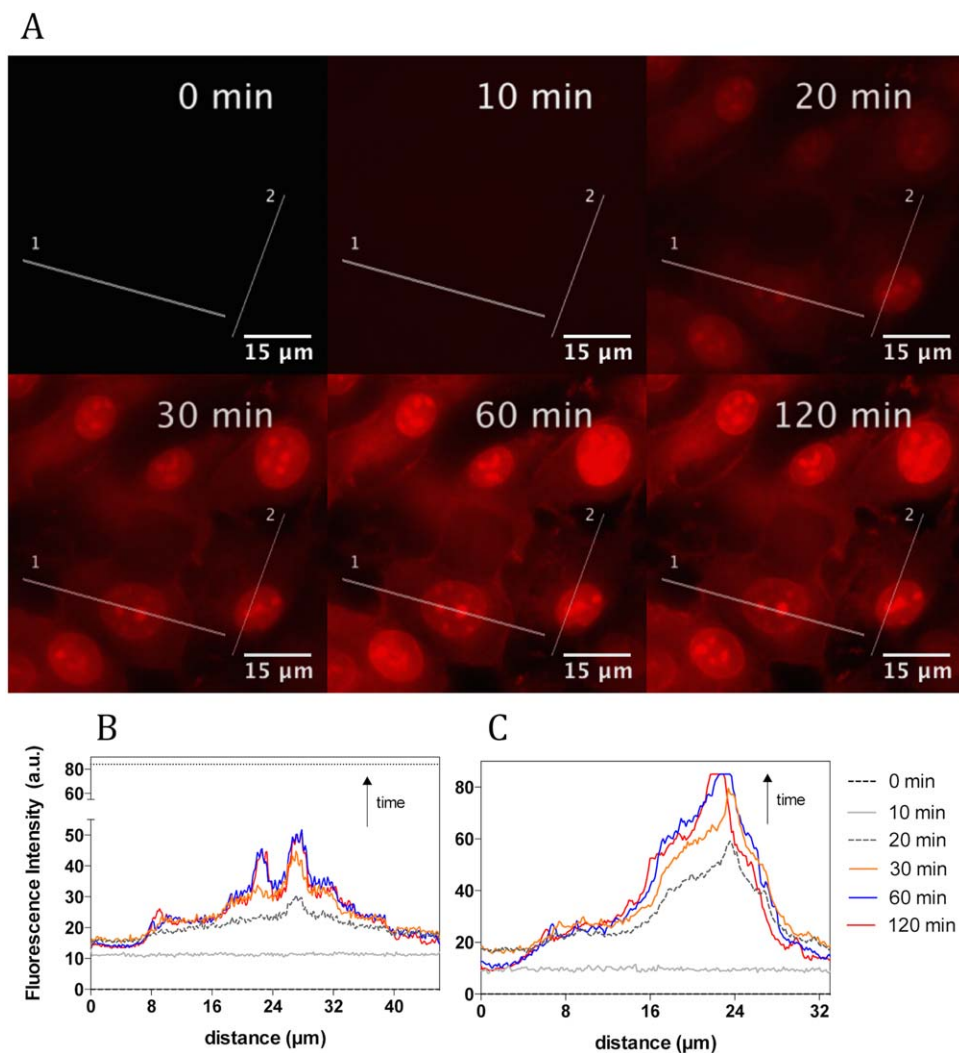 A
0 min
10 min
20 min
1
2
15 µm
1
2
15 µm
1
2
15 µm
30 min
60 min
120 min
1
2
15 µm
1
2
15 µm
1
2
15 µm
B
Fluorescence Intensity (a.u.)
80
60
50
40
30
20
10
0
time
0 8 16 24 32 40
distance (µm)
C
80
60
40
20
0
time
0 8 16 24 32
distance (µm)
0 min
10 min
20 min
30 min
60 min
120 min